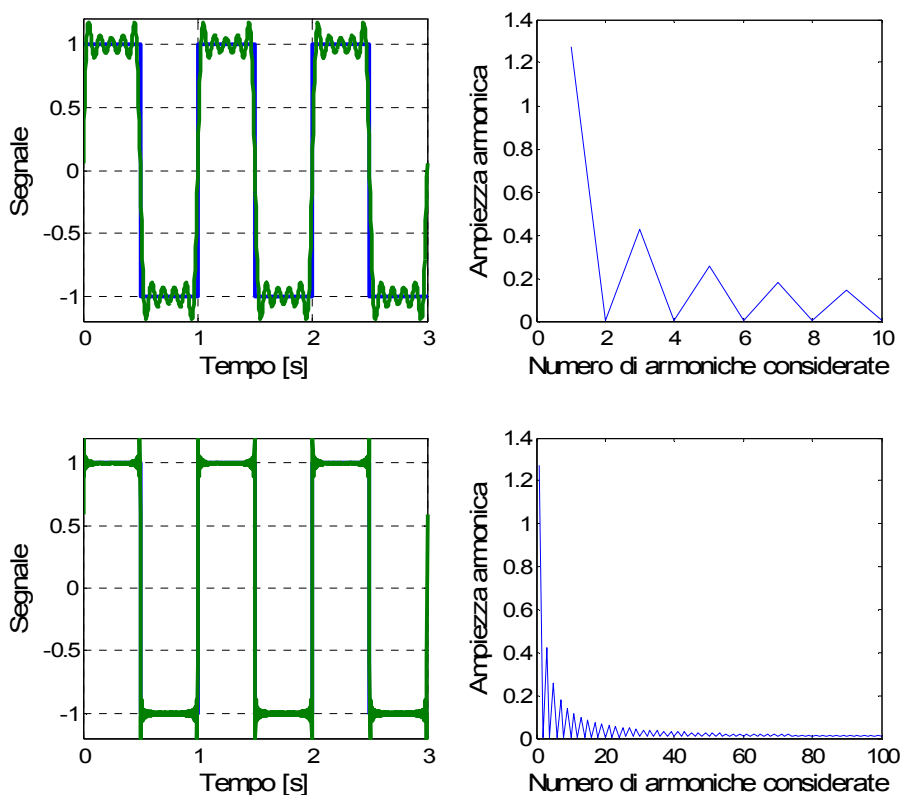 Segnale
1
0.5
0
-0.5
-1
0 1 2 3
Tempo [s]
Ampiezza armonica
1.4
1.2
1
0.8
0.6
0.4
0.2
0
0 2 4 6 8 10
Numero di armoniche considerate
Segnale
1
0.5
0
-0.5
-1
0 1 2 3
Tempo [s]
Ampiezza armonica
1.4
1.2
1
0.8
0.6
0.4
0.2
0
0 20 40 60 80 100
Numero di armoniche considerate